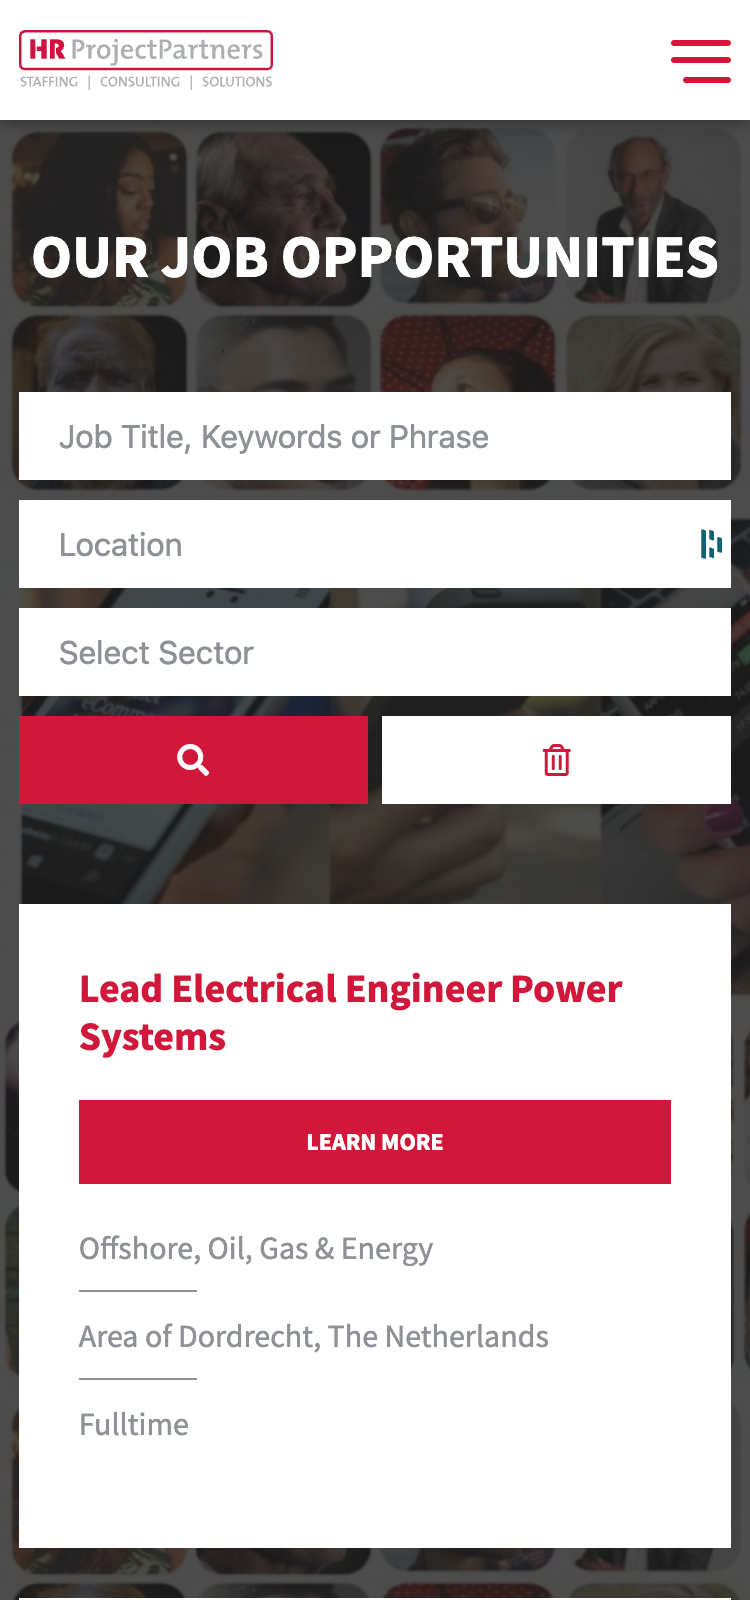 HR ProjectPartners
STAFFING | CONSULTING | SOLUTIONS
OUR JOB OPPORTUNITIES
Job Title, Keywords or Phrase
Location
Select Sector
Lead Electrical Engineer Power
Systems
LEARN MORE
Offshore, Oil, Gas & Energy
Area of Dordrecht, The Netherlands
Fulltime